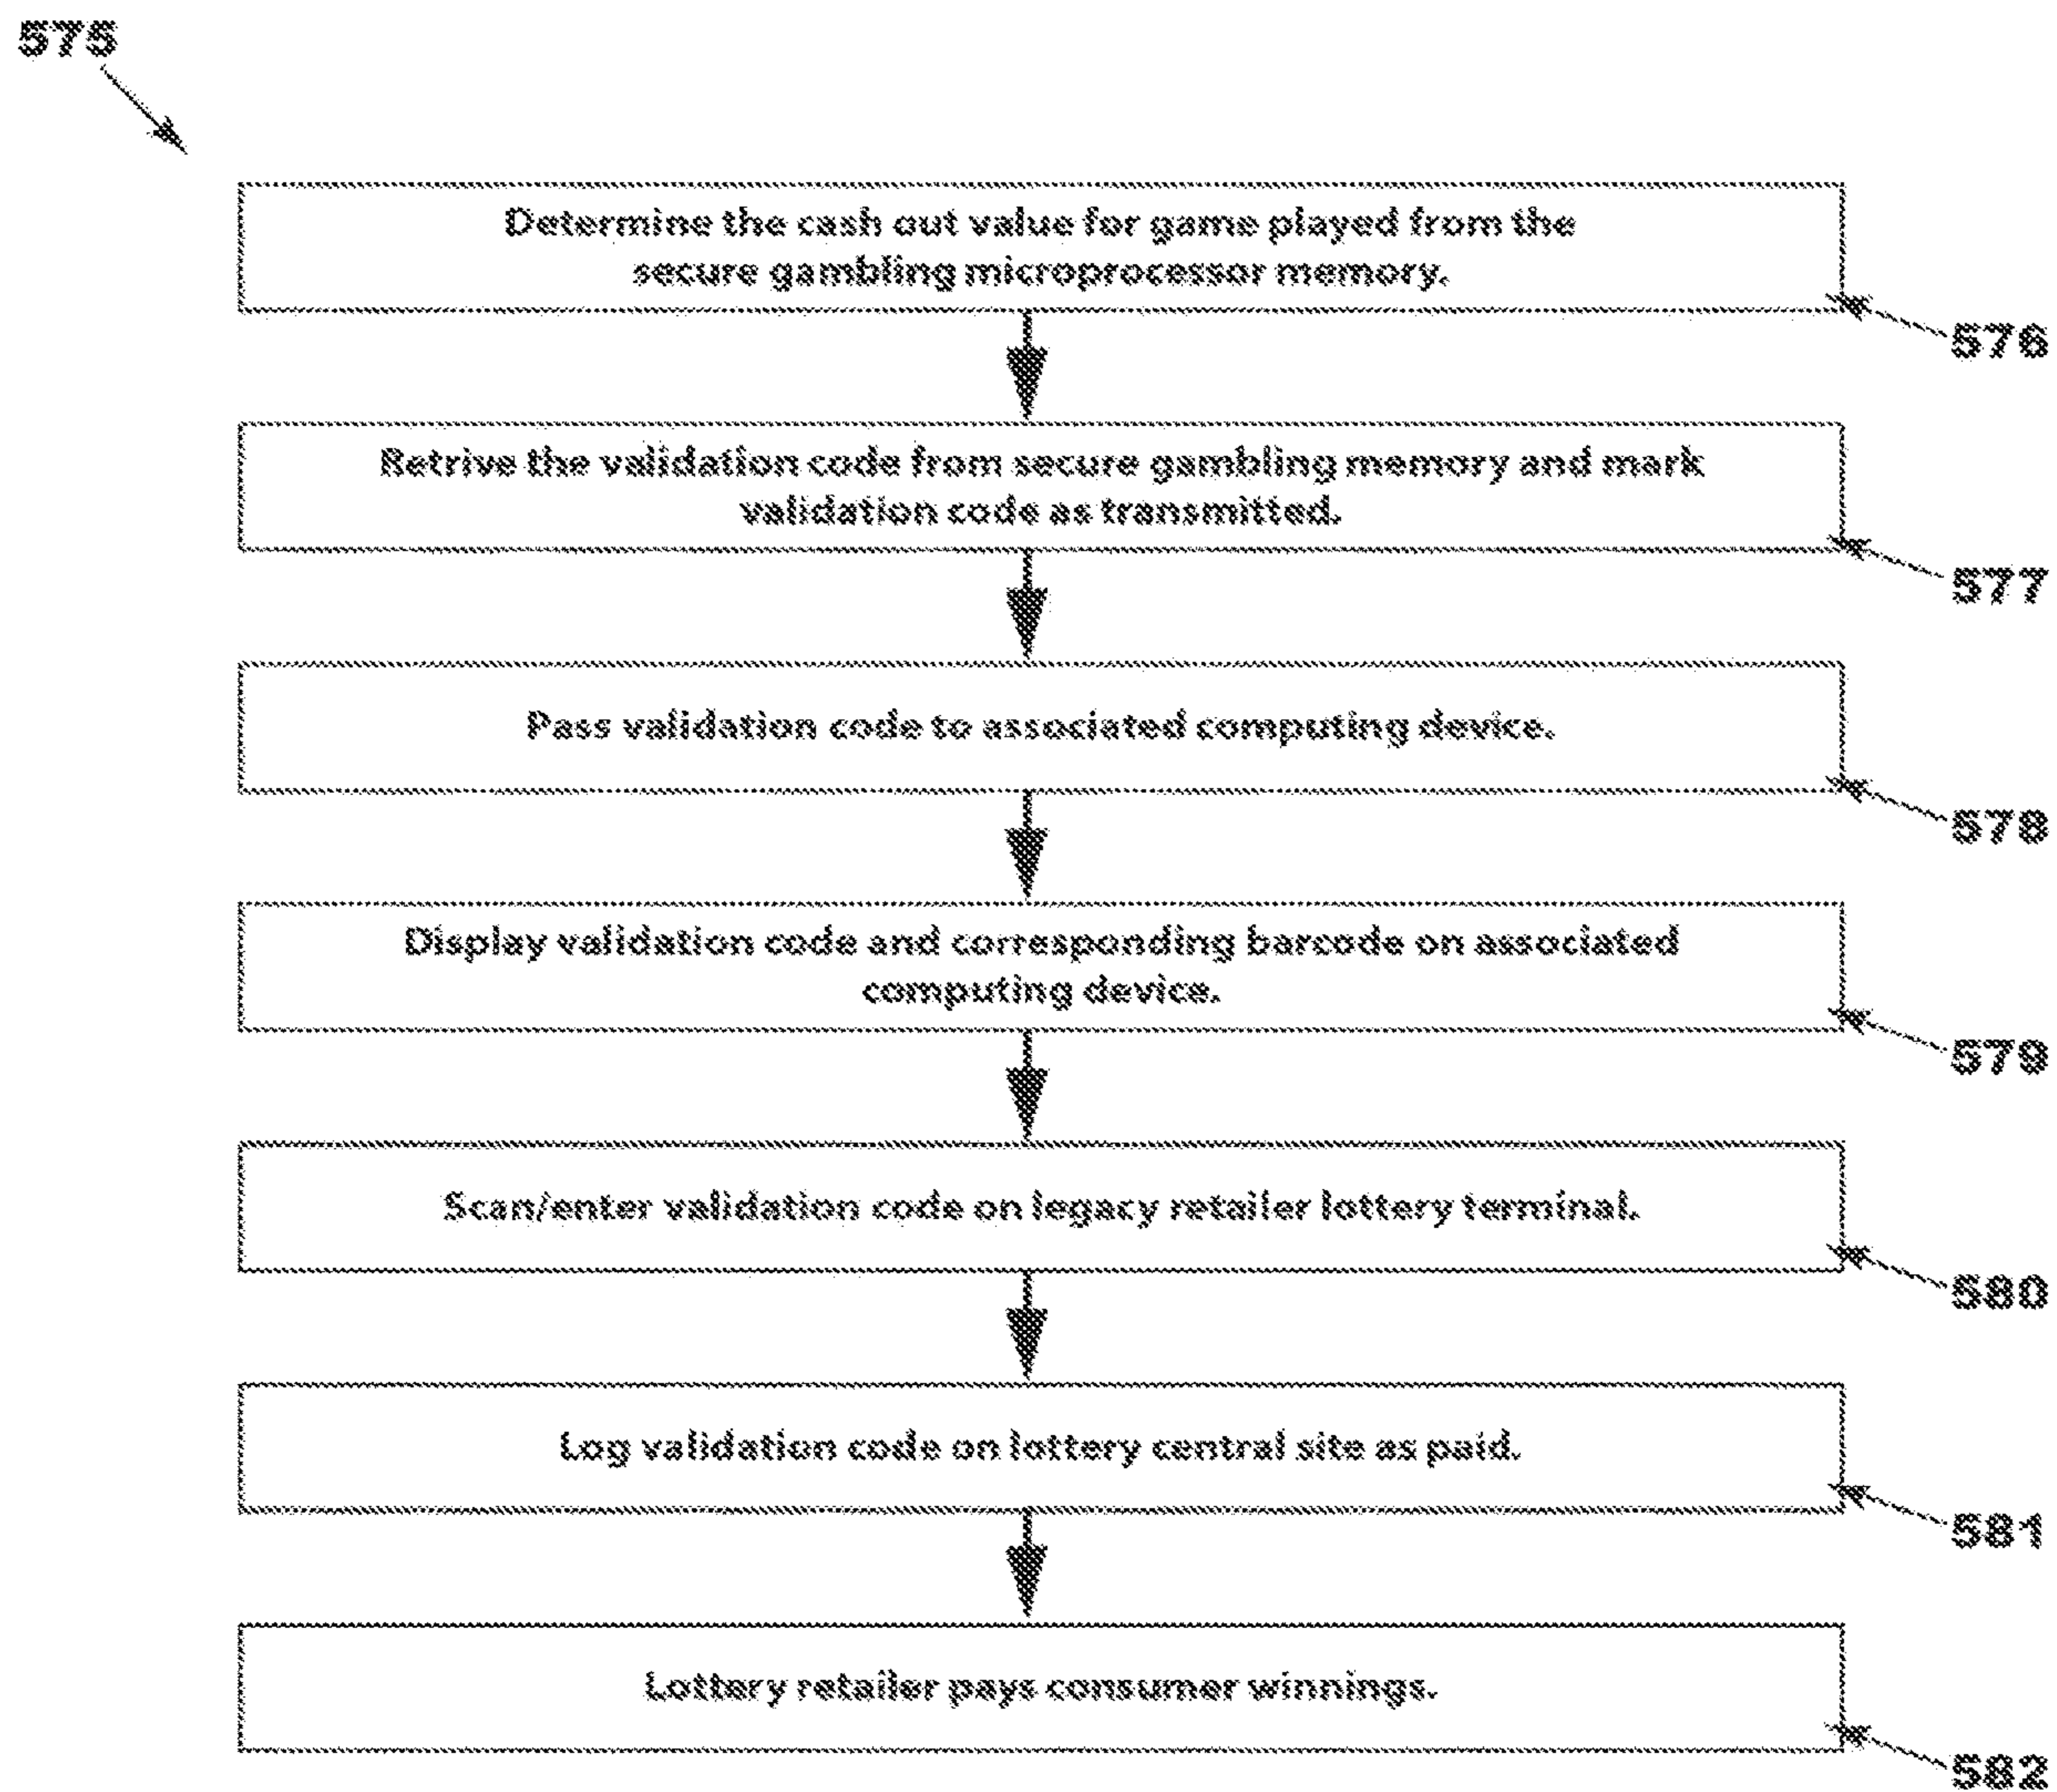 575
Determine the cash out value for game played from the
secure gambling microprocessor memory.
576
Retrive the validation code from secure gambling memory and mark
validation code as transmitted.
577
Pass validation code to associated computing device.
578
Display validation code and corresponding barcode on associated
computing device.
579
Scan/enter validation code on legacy retailer lottery terminal.
580
Log validation code on lottery central site as paid.
581
Lottery retailer pays consumer winnings.
582